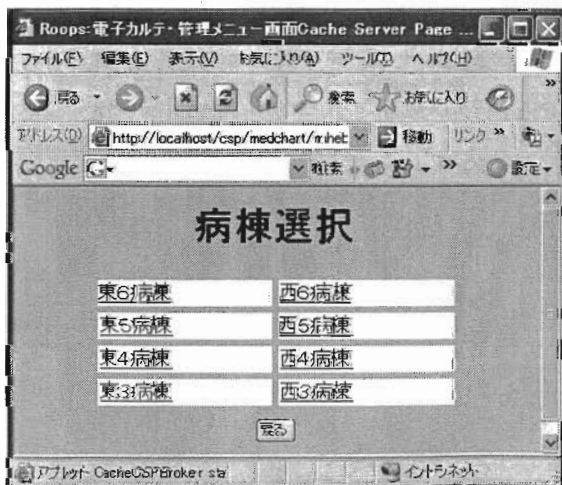 Roops:電子カルテ・管理メニュー画面Cache Server Page ...
ファイル(F) 編集(E) 表示(V) お気に入り(A) ツール(T) ヘルプ(H)
戻る 検索 お気に入り
アドレス(D) http://localhost/csp/medchart/mihet 移動 リンク »
Google G 検索 » 設定
病棟選択
東6病棟 西6病棟
東5病棟 西5病棟
東4病棟 西4病棟
東3病棟 西3病棟
戻る
アプレット CacheCSPBroker sta イントラネット